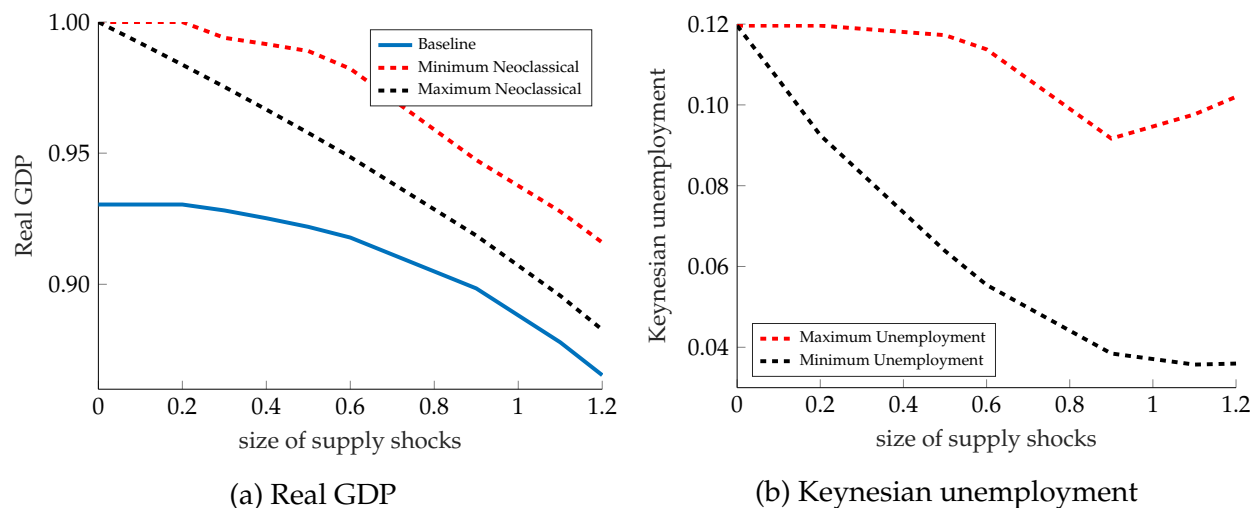 1.00
0.95
0.90
Real GDP
Baseline
Minimum Neoclassical
Maximum Neoclassical
0 0.2 0.4 0.6 0.8 1 1.2
size of supply shocks
(a) Real GDP
0.12
0.10
0.08
0.06
0.04
Keynesian unemployment
Maximum Unemployment
Minimum Unemployment
0 0.2 0.4 0.6 0.8 1 1.2
size of supply shocks
(b) Keynesian unemployment